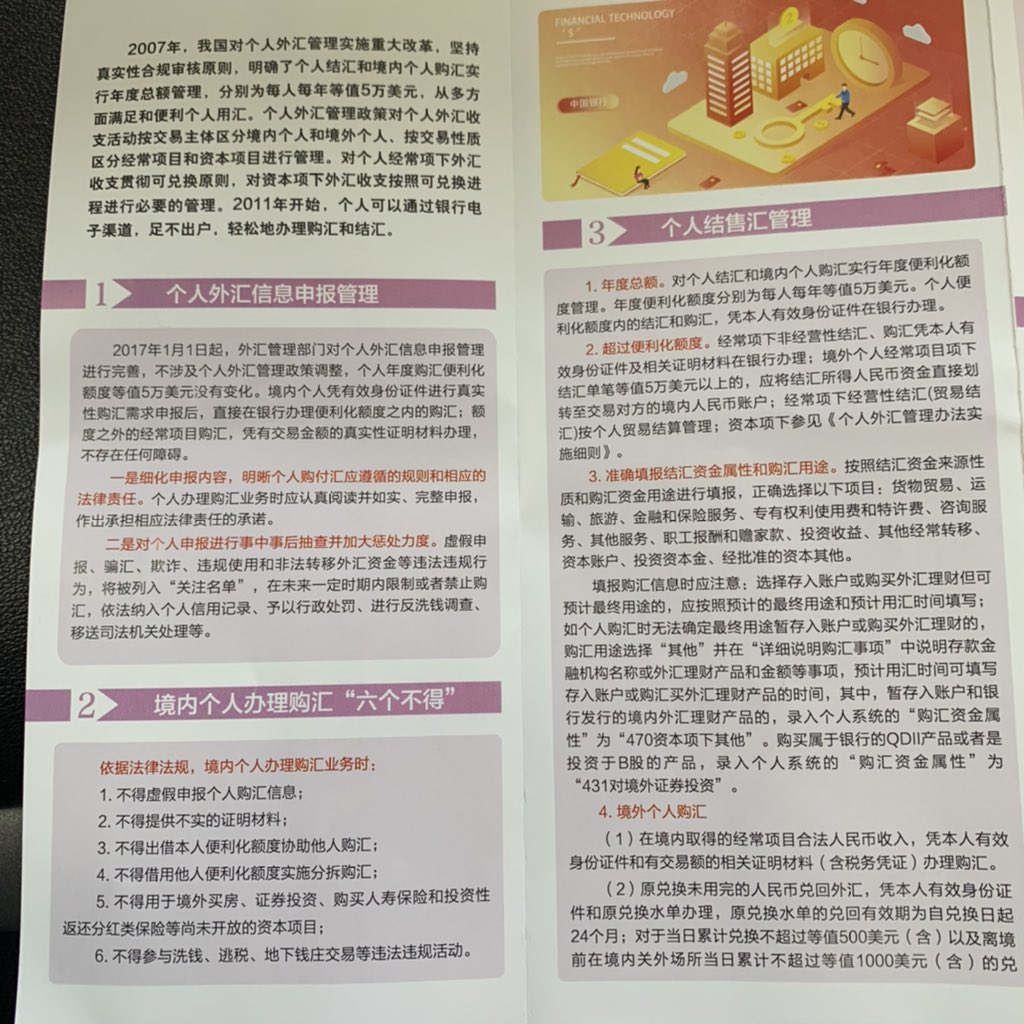 2007年，我国对个人外汇管理实施重大改革，坚持
真实性合规审核原则，明确了个人结汇和境内个人购汇实
行年度总额管理，分别为每人每年等值5万美元，从多方
面满足和便利个人用汇。个人外汇管理政策对个人外汇收
支活动按交易主体区分境内个人和境外个人、按交易性质
区分经常项目和资本项目进行管理。对个人经常项下外汇
收支贯彻可兑换原则，对资本项下外汇收支按照可兑换进
程进行必要的管理。2011年开始，个人可以通过银行电
子渠道，足不出户，轻松地办理购汇和结汇。
1 个人外汇信息申报管理
2017年1月1日起，外汇管理部门对个人外汇信息申报管理
进行完善，不涉及个人外汇管理政策调整，个人年度购汇便利化
额度等值5万美元没有变化。境内个人凭有效身份证件进行真实
性购汇需求申报后，直接在银行办理便利化额度之内的购汇；额
度之外的经常项目购汇，凭有交易金额的真实性证明材料办理，
不存在任何障碍。
一是细化申报内容，明晰个人购付汇应遵循的规则和相应的
法律责任。个人办理购汇业务时应认真阅读并如实、完整申报，
作出承担相应法律责任的承诺。
二是对个人申报进行事中事后抽查并加大惩处力度。虚假申
报、骗汇、欺诈、违规使用和非法转移外汇资金等违法违规行
为，将被列入“关注名单”，在未来一定时期内限制或者禁止购
汇，依法纳入个人信用记录、予以行政处罚、进行反洗钱调查、
移送司法机关处理等。
2 境内个人办理购汇“六个不得”
依据法律法规，境内个人办理购汇业务时：
1. 不得虚假申报个人购汇信息；
2. 不得提供不实的证明材料；
3. 不得出借本人便利化额度协助他人购汇；
4. 不得借用他人便利化额度实施分拆购汇；
5. 不得用于境外买房、证券投资、购买人寿保险和投资性
返还分红类保险等尚未开放的资本项目；
6. 不得参与洗钱、逃税、地下钱庄交易等违法违规活动。
FINANCIAL TECHNOLOGY
“$”
中国银行
3 个人结售汇管理
1. 年度总额。对个人结汇和境内个人购汇实行年度便利化额
度管理。年度便利化额度分别为每人每年等值5万美元。个人便
利化额度内的结汇和购汇，凭本人有效身份证件在银行办理。
2. 超过便利化额度。经常项下非经营性结汇、购汇凭本人有
效身份证件及相关证明材料在银行办理；境外个人经常项目项下
结汇单笔等值5万美元以上的，应将结汇所得人民币资金直接划
转至交易对方的境内人民币账户；经常项下经营性结汇(贸易结
汇)按个人贸易结算管理；资本项下参见《个人外汇管理办法实
施细则》。
3. 准确填报结汇资金属性和购汇用途。按照结汇资金来源性
质和购汇资金用途进行填报，正确选择以下项目：货物贸易、运
输、旅游、金融和保险服务、专有权利使用费和特许费、咨询服
务、其他服务、职工报酬和赡家款、投资收益、其他经常转移、
资本账户、投资资本金、经批准的资本其他。
填报购汇信息时应注意：选择存入账户或购买外汇理财但可
预计最终用途的，应按照预计的最终用途和预计用汇时间填写；
如个人购汇时无法确定最终用途暂存入账户或购买外汇理财的，
购汇用途选择“其他”并在“详细说明购汇事项”中说明存款金
融机构名称或外汇理财产品和金额等事项，预计用汇时间可填写
存入账户或购汇买外汇理财产品的时间，其中，暂存入账户和银
行发行的境内外汇理财产品的，录入个人系统的“购汇资金属
性”为“470资本项下其他”。购买属于银行的QDII产品或者是
投资于B股的产品，录入个人系统的“购汇资金属性”为
“431对境外证券投资”。
4. 境外个人购汇
（1）在境内取得的经常项目合法人民币收入，凭本人有效
身份证件和有交易额的相关证明材料（含税务凭证）办理购汇。
（2）原兑换未用完的人民币兑回外汇，凭本人有效身份证
件和原兑换水单办理，原兑换水单的兑回有效期为自兑换日起
24个月；对于当日累计兑换不超过等值500美元（含）以及离境
前在境内关外场所当日累计不超过等值1000美元（含）的兑